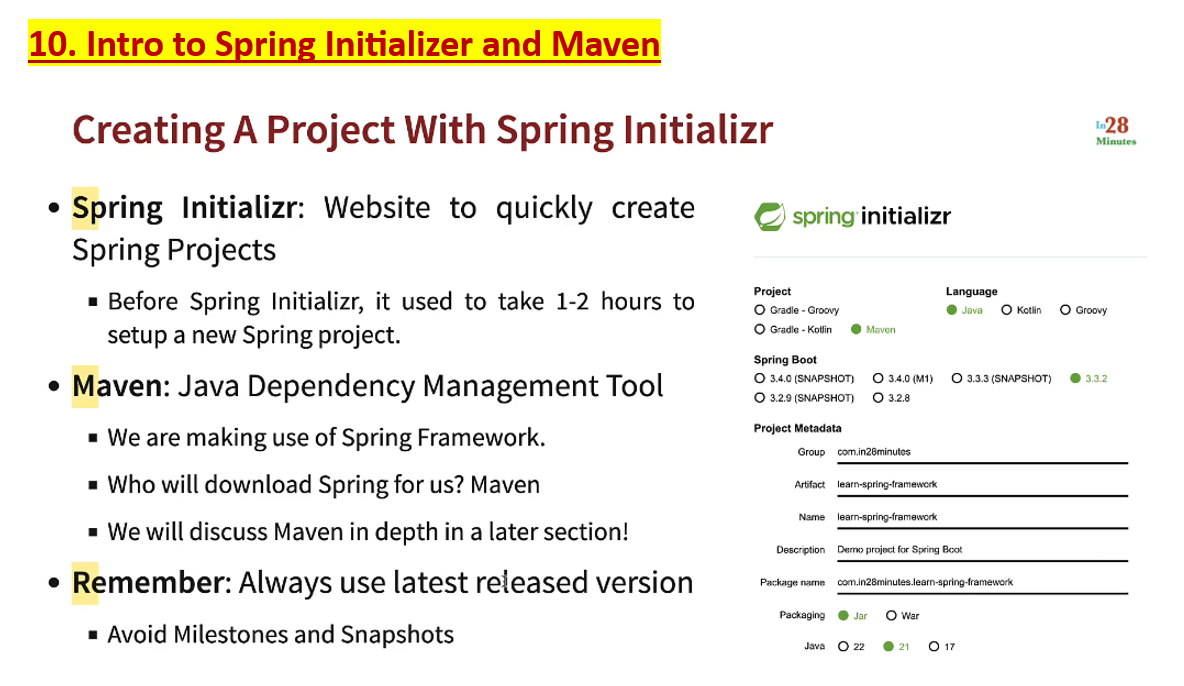 10. Intro to Spring Initializer and Maven
Creating A Project With Spring Initializr
In28
Minutes
• Spring Initializr: Website to quickly create
Spring Projects
▪ Before Spring Initializr, it used to take 1-2 hours to
setup a new Spring project.
• Maven: Java Dependency Management Tool
▪ We are making use of Spring Framework.
▪ Who will download Spring for us? Maven
▪ We will discuss Maven in depth in a later section!
• Remember: Always use latest released version
▪ Avoid Milestones and Snapshots
spring initializr
Project
Gradle - Groovy
Gradle - Kotlin Maven
Language
Java Kotlin Groovy
Spring Boot
3.4.0 (SNAPSHOT) 3.4.0 (M1) 3.3.3 (SNAPSHOT) 3.3.2
3.2.9 (SNAPSHOT) 3.2.8
Project Metadata
Group com.in28minutes
Artifact learn-spring-framework
Name learn-spring-framework
Description Demo project for Spring Boot
Package name com.in28minutes.learn-spring-framework
Packaging Jar War
Java 22 21 17